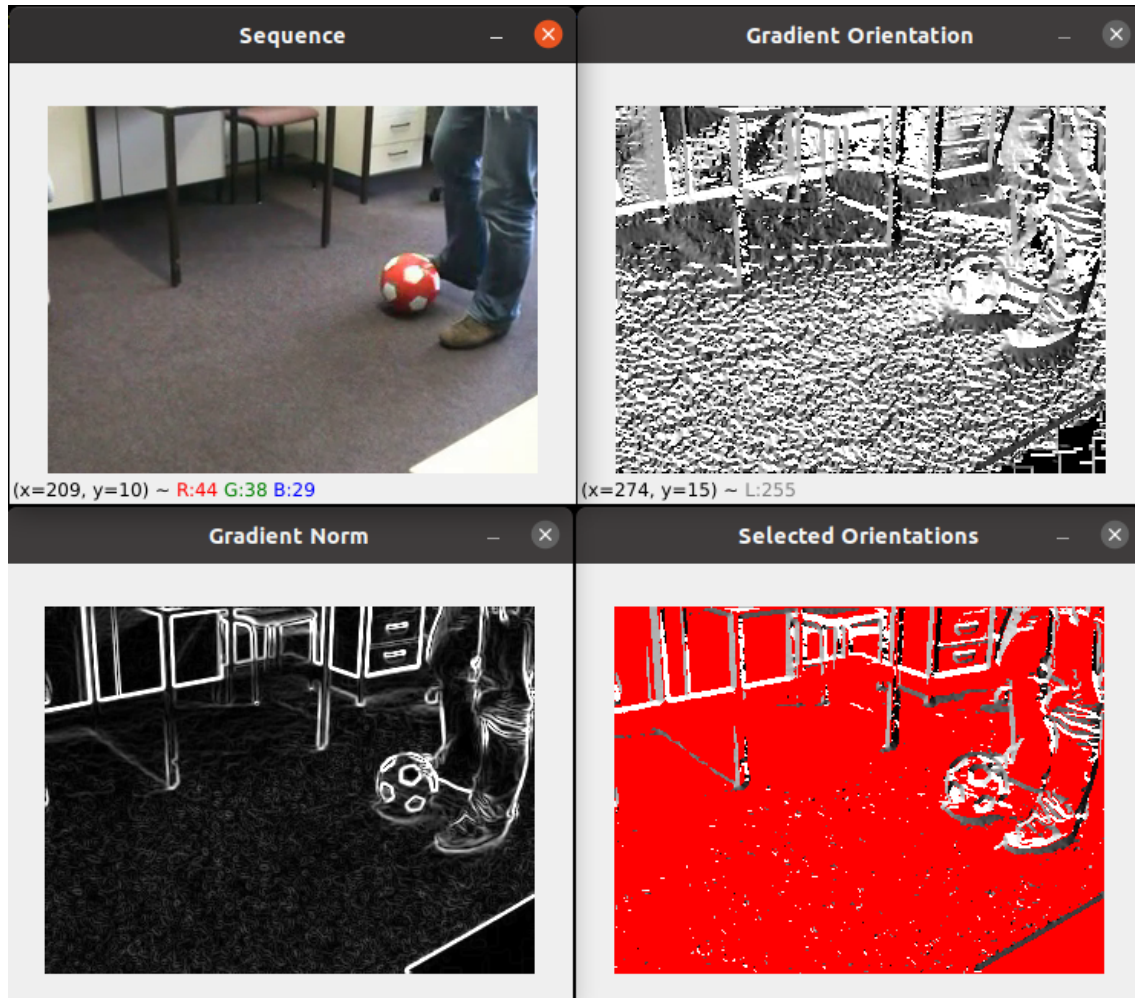 Sequence
Gradient Orientation
(x=209, y=10) ~ R:44 G:38 B:29
(x=274, y=15) ~ L:255
Gradient Norm
Selected Orientations